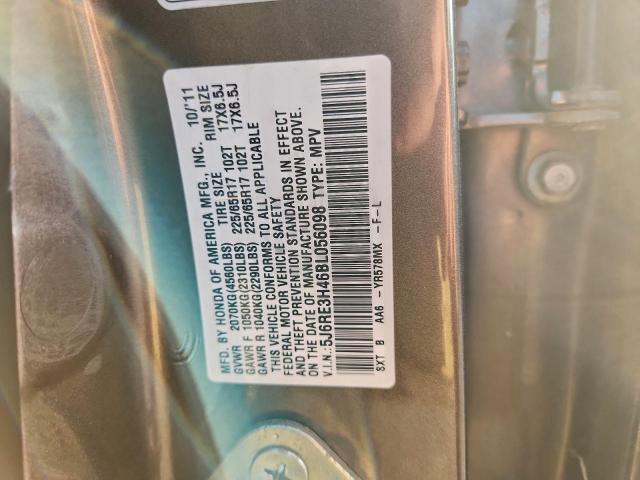 MFD. BY HONDA OF AMERICA MFG., INC. 10/'11
GVWR 2070KG(4560LBS) TIRE SIZE RIM SIZE
GAWR F 1050KG(2310LBS) 225/65R17 102T 17X6.5J
GAWR R 1040KG(2290LBS) 225/65R17 102T 17X6.5J
THIS VEHICLE CONFORMS TO ALL APPLICABLE
FEDERAL MOTOR VEHICLE SAFETY
AND THEFT PREVENTION STANDARDS IN EFFECT
ON THE DATE OF MANUFACTURE SHOWN ABOVE.
V.I.N.:5J6RE3H46BL056098 TYPE: MPV
SXT B AA6 -YR578MX -F-L